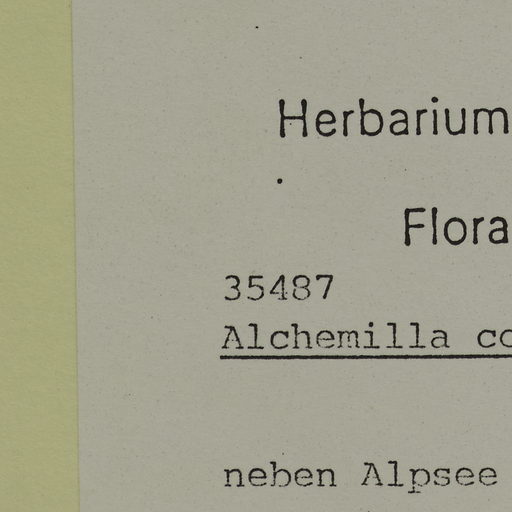 Herbarium
Flora
35487
Alchemilla co
neben Alpsee